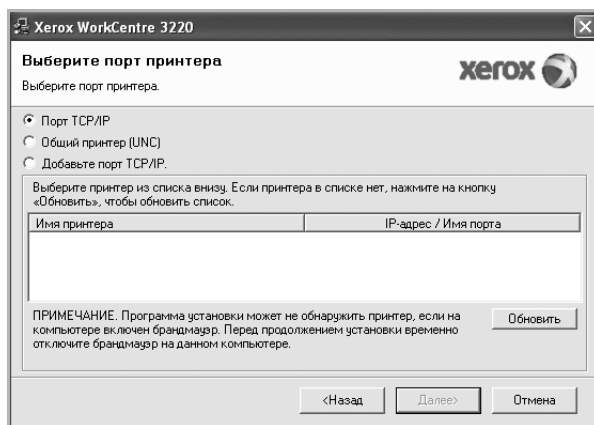 Xerox WorkCentre 3220
Выберите порт принтера
Выберите порт принтера.
xerox
Порт TCP/IP
Общий принтер (UNC)
Добавьте порт TCP/IP.
Выберите принтер из списка внизу. Если принтера в списке нет, нажмите на кнопку
«Обновить», чтобы обновить список.
Имя принтера IP-адрес / Имя порта
ПРИМЕЧАНИЕ. Программа установки может не обнаружить принтер, если на
компьютере включен брандмауэр. Перед продолжением установки временно
отключите брандмауэр на данном компьютере.
Обновить
<Назад Далее> Отмена